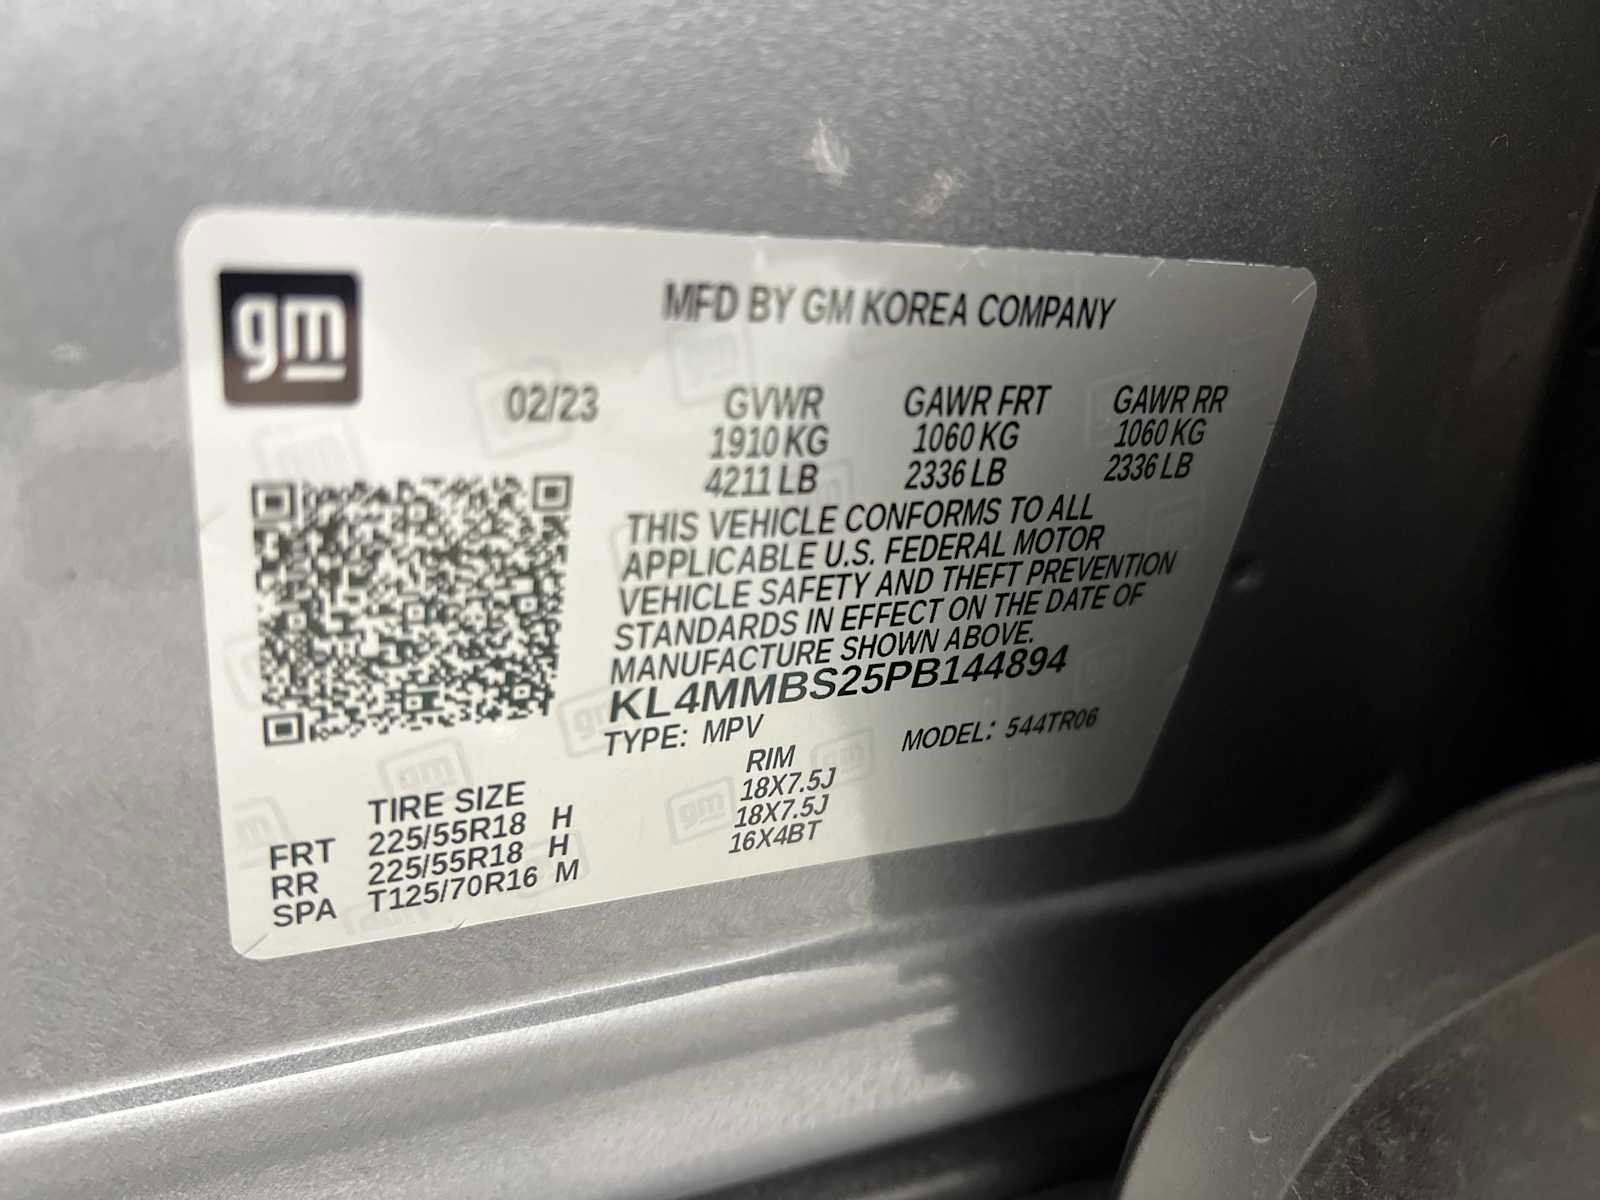 gm
MFD BY GM KOREA COMPANY
02/23 GVWR GAWR FRT GAWR RR
1910 KG 1060 KG 1060 KG
4211 LB 2336 LB 2336 LB
THIS VEHICLE CONFORMS TO ALL
APPLICABLE U.S. FEDERAL MOTOR
VEHICLE SAFETY AND THEFT PREVENTION
STANDARDS IN EFFECT ON THE DATE OF
MANUFACTURE SHOWN ABOVE.
KL4MMBS25PB144894
TYPE: MPV MODEL: 544TR06
TIRE SIZE RIM
FRT 225/55R18 H 18X7.5J
RR 225/55R18 H 18X7.5J
SPA T125/70R16 M 16X4BT